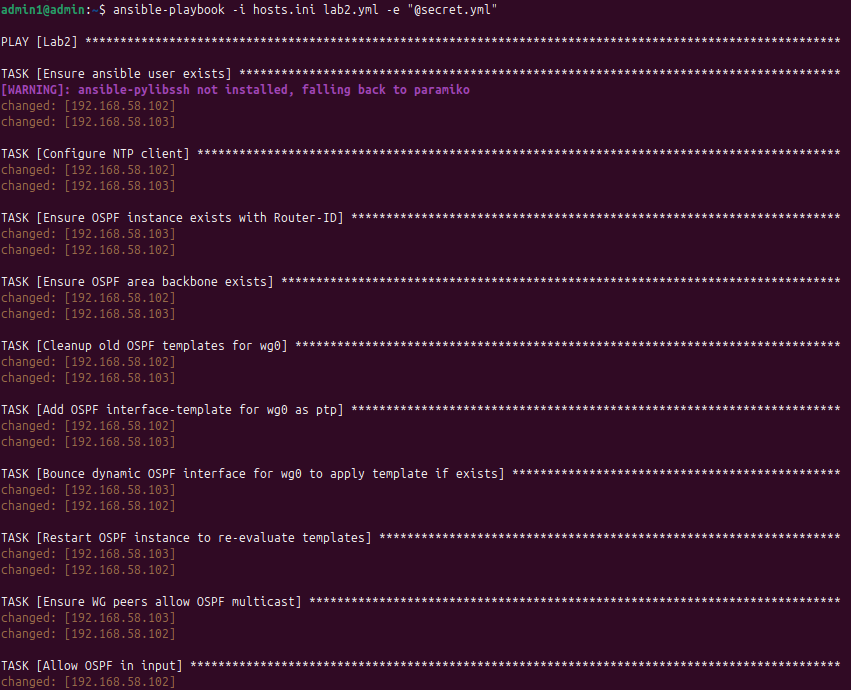 admin1@admin:~$ ansible-playbook -i hosts.ini lab2.yml -e "@secret.yml"
PLAY [Lab2] ************************************************************************************************************
TASK [Ensure ansible user exists] **************************************************************************************
[WARNING]: ansible-pylibssh not installed, falling back to paramiko
changed: [192.168.58.102]
changed: [192.168.58.103]
TASK [Configure NTP client] ********************************************************************************************
changed: [192.168.58.102]
changed: [192.168.58.103]
TASK [Ensure OSPF instance exists with Router-ID] **********************************************************************
changed: [192.168.58.103]
changed: [192.168.58.102]
TASK [Ensure OSPF area backbone exists] ********************************************************************************
changed: [192.168.58.102]
changed: [192.168.58.103]
TASK [Cleanup old OSPF templates for wg0] ******************************************************************************
changed: [192.168.58.102]
changed: [192.168.58.103]
TASK [Add OSPF interface-template for wg0 as ptp] **********************************************************************
changed: [192.168.58.102]
changed: [192.168.58.103]
TASK [Bounce dynamic OSPF interface for wg0 to apply template if exists] ***********************************************
changed: [192.168.58.103]
changed: [192.168.58.102]
TASK [Restart OSPF instance to re-evaluate templates] ******************************************************************
changed: [192.168.58.103]
changed: [192.168.58.102]
TASK [Ensure WG peers allow OSPF multicast] ****************************************************************************
changed: [192.168.58.103]
changed: [192.168.58.102]
TASK [Allow OSPF in input] *********************************************************************************************
changed: [192.168.58.102]